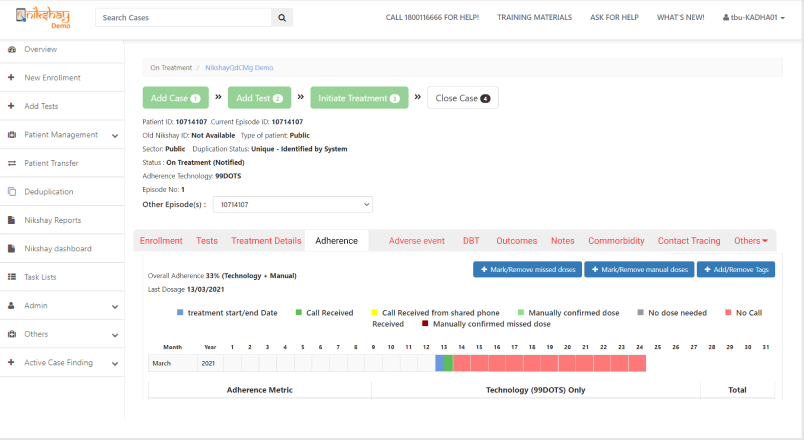 nikshay
Demo
Search Cases
CALL 1800116666 FOR HELP!
TRAINING MATERIALS
ASK FOR HELP
WHAT'S NEW!
tbu-KADHA01
Overview
New Enrollment
Add Tests
Patient Management
Patient Transfer
Deduplication
Nikshay Reports
Nikshay dashboard
Task Lists
Admin
Others
Active Case Finding
On Treatment / NikshayQdCMg Demo
Add Case 1 » Add Test 2 » Initiate Treatment 3 » Close Case 4
Patient ID: 10714107 Current Episode ID: 10714107
Old Nikshay ID: Not Available Type of patient: Public
Sector: Public Duplication Status: Unique - Identified by System
Status : On Treatment (Notified)
Adherence Technology: 99DOTS
Episode No: 1
Other Episode(s) : 10714107
Enrollment Tests Treatment Details Adherence Adverse event DBT Outcomes Notes Commorbidity Contact Tracing Others
Overall Adherence 33% (Technology + Manual)
Last Dosage 13/03/2021
+ Mark/Remove missed doses + Mark/Remove manual doses + Add/Remove Tags
treatment start/end Date Call Received Call Received from shared phone Manually confirmed dose No dose needed No Call
Received Manually confirmed missed dose
Month Year 1 2 3 4 5 6 7 8 9 10 11 12 13 14 15 16 17 18 19 20 21 22 23 24 25 26 27 28 29 30 31
March 2021
Adherence Metric Technology (99DOTS) Only Total